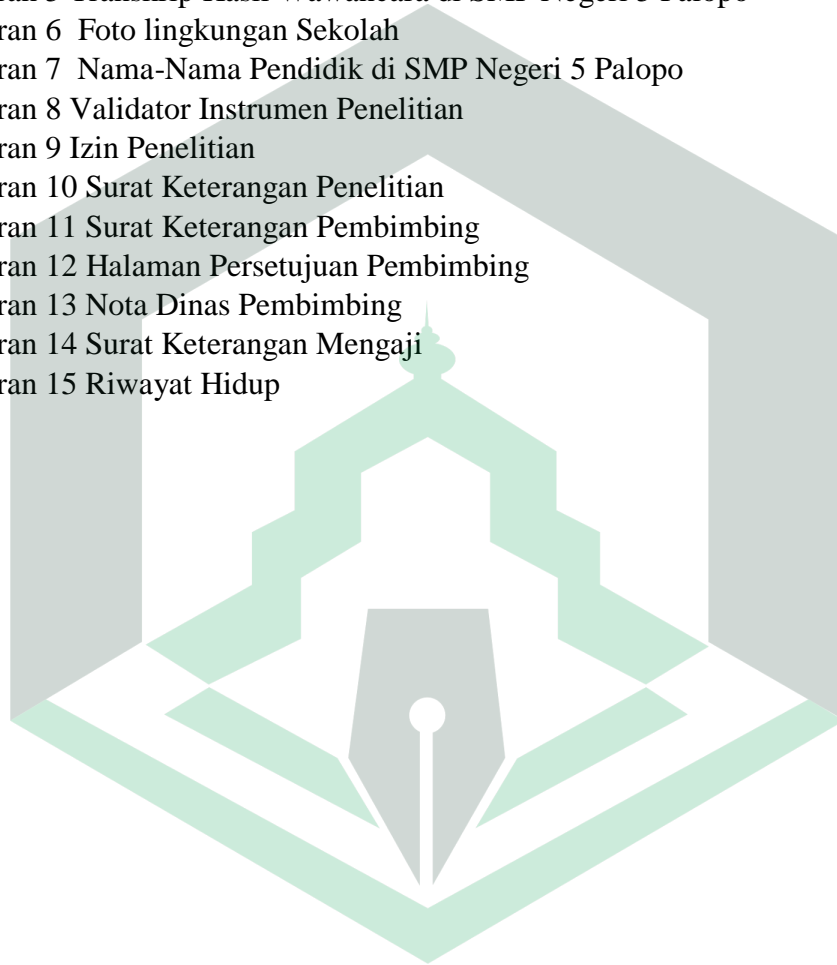 ran 6 Foto lingkungan Sekolah
ran 7 Nama-Nama Pendidik di SMP Negeri 5 Palopo
ran 8 Validator Instrumen Penelitian
ran 9 Izin Penelitian
ran 10 Surat Keterangan Penelitian
ran 11 Surat Keterangan Pembimbing
ran 12 Halaman Persetujuan Pembimbing
ran 13 Nota Dinas Pembimbing
ran 14 Surat Keterangan Mengaji
ran 15 Riwayat Hidup